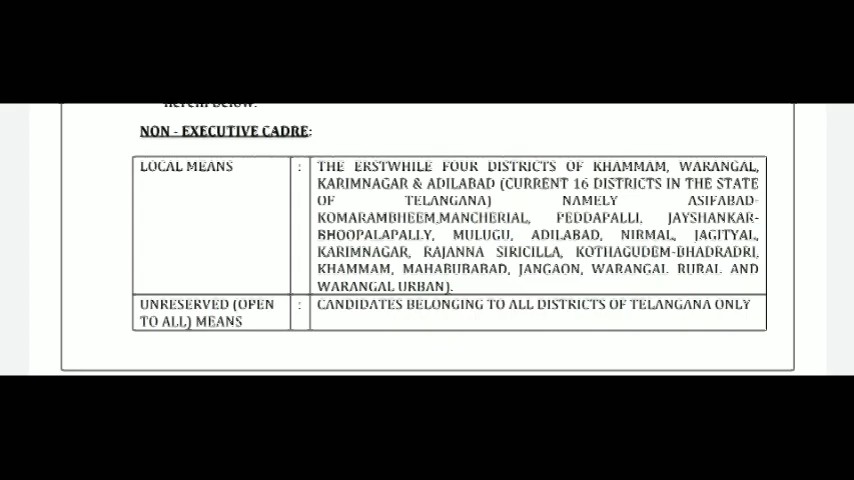 herein below.
NON - EXECUTIVE CADRE:
LOCAL MEANS : THE ERSTWHILE FOUR DISTRICTS OF KHAMMAM, WARANGAL,
KARIMNAGAR & ADILABAD (CURRENT 16 DISTRICTS IN THE STATE
OF TELANGANA) NAMELY ASIFABAD-
KOMARAMBHEEM,MANCHERIAL, PEDDAPALLI, JAYSHANKAR-
BHOOPALAPALLY, MULUGU, ADILABAD, NIRMAL, JAGITYAL,
KARIMNAGAR, RAJANNA SIRICILLA, KOTHAGUDEM-BHADRADRI,
KHAMMAM, MAHABUBABAD, JANGAON, WARANGAL RURAL AND
WARANGAL URBAN).
UNRESERVED (OPEN : CANDIDATES BELONGING TO ALL DISTRICTS OF TELANGANA ONLY
TO ALL) MEANS